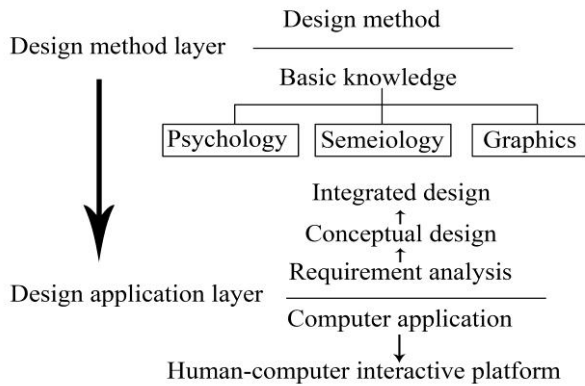 Design method
Design method layer
Basic knowledge
Psychology Semeiology Graphics
Integrated design
Conceptual design
Requirement analysis
Design application layer
Computer application
Human-computer interactive platform